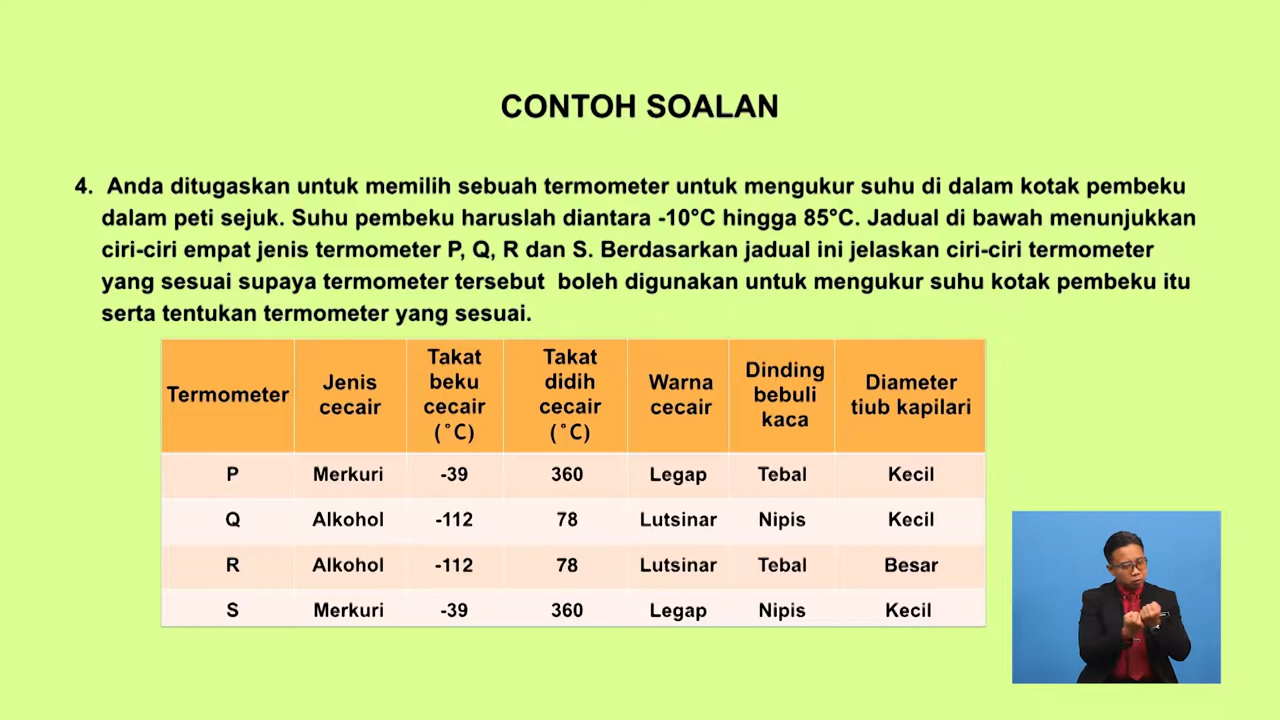 CONTOH SOALAN
4. Anda ditugaskan untuk memilih sebuah termometer untuk mengukur suhu di dalam kotak pembeku
dalam peti sejuk. Suhu pembeku haruslah diantara -10°C hingga 85°C. Jadual di bawah menunjukkan
ciri-ciri empat jenis termometer P, Q, R dan S. Berdasarkan jadual ini jelaskan ciri-ciri termometer
yang sesuai supaya termometer tersebut boleh digunakan untuk mengukur suhu kotak pembeku itu
serta tentukan termometer yang sesuai.
Termometer Jenis cecair Takat beku cecair (°C) Takat didih cecair (°C) Warna cecair Dinding bebuli kaca Diameter tiub kapilari
P Merkuri -39 360 Legap Tebal Kecil
Q Alkohol -112 78 Lutsinar Nipis Kecil
R Alkohol -112 78 Lutsinar Tebal Besar
S Merkuri -39 360 Legap Nipis Kecil